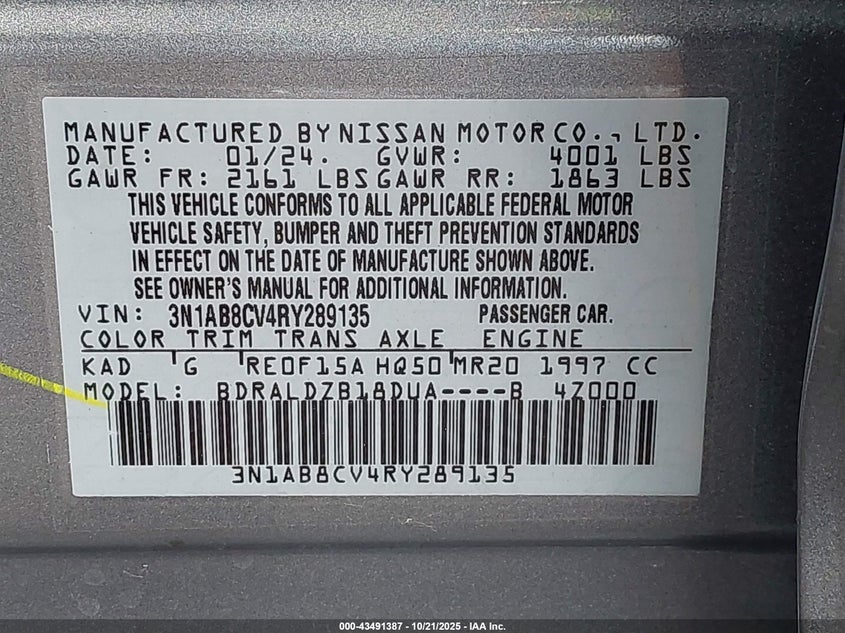 MANUFACTURED BY NISSAN MOTOR CO., LTD.
DATE: 01/24. GVWR: 4001 LBS
GAWR FR: 2161 LBS GAWR RR: 1863 LBS
THIS VEHICLE CONFORMS TO ALL APPLICABLE FEDERAL MOTOR
VEHICLE SAFETY, BUMPER AND THEFT PREVENTION STANDARDS
IN EFFECT ON THE DATE OF MANUFACTURE SHOWN ABOVE.
SEE OWNER'S MANUAL FOR ADDITIONAL INFORMATION.
VIN: 3N1AB8CV4RY289135 PASSENGER CAR.
COLOR TRIM TRANS AXLE ENGINE
KAD G RE0F15A HQ50 MR20 1997 CC
MODEL: BDRALDZB18DUA----B 4Z000
3N1AB8CV4RY289135
000-43491387 - 10/21/2025 - IAA Inc.